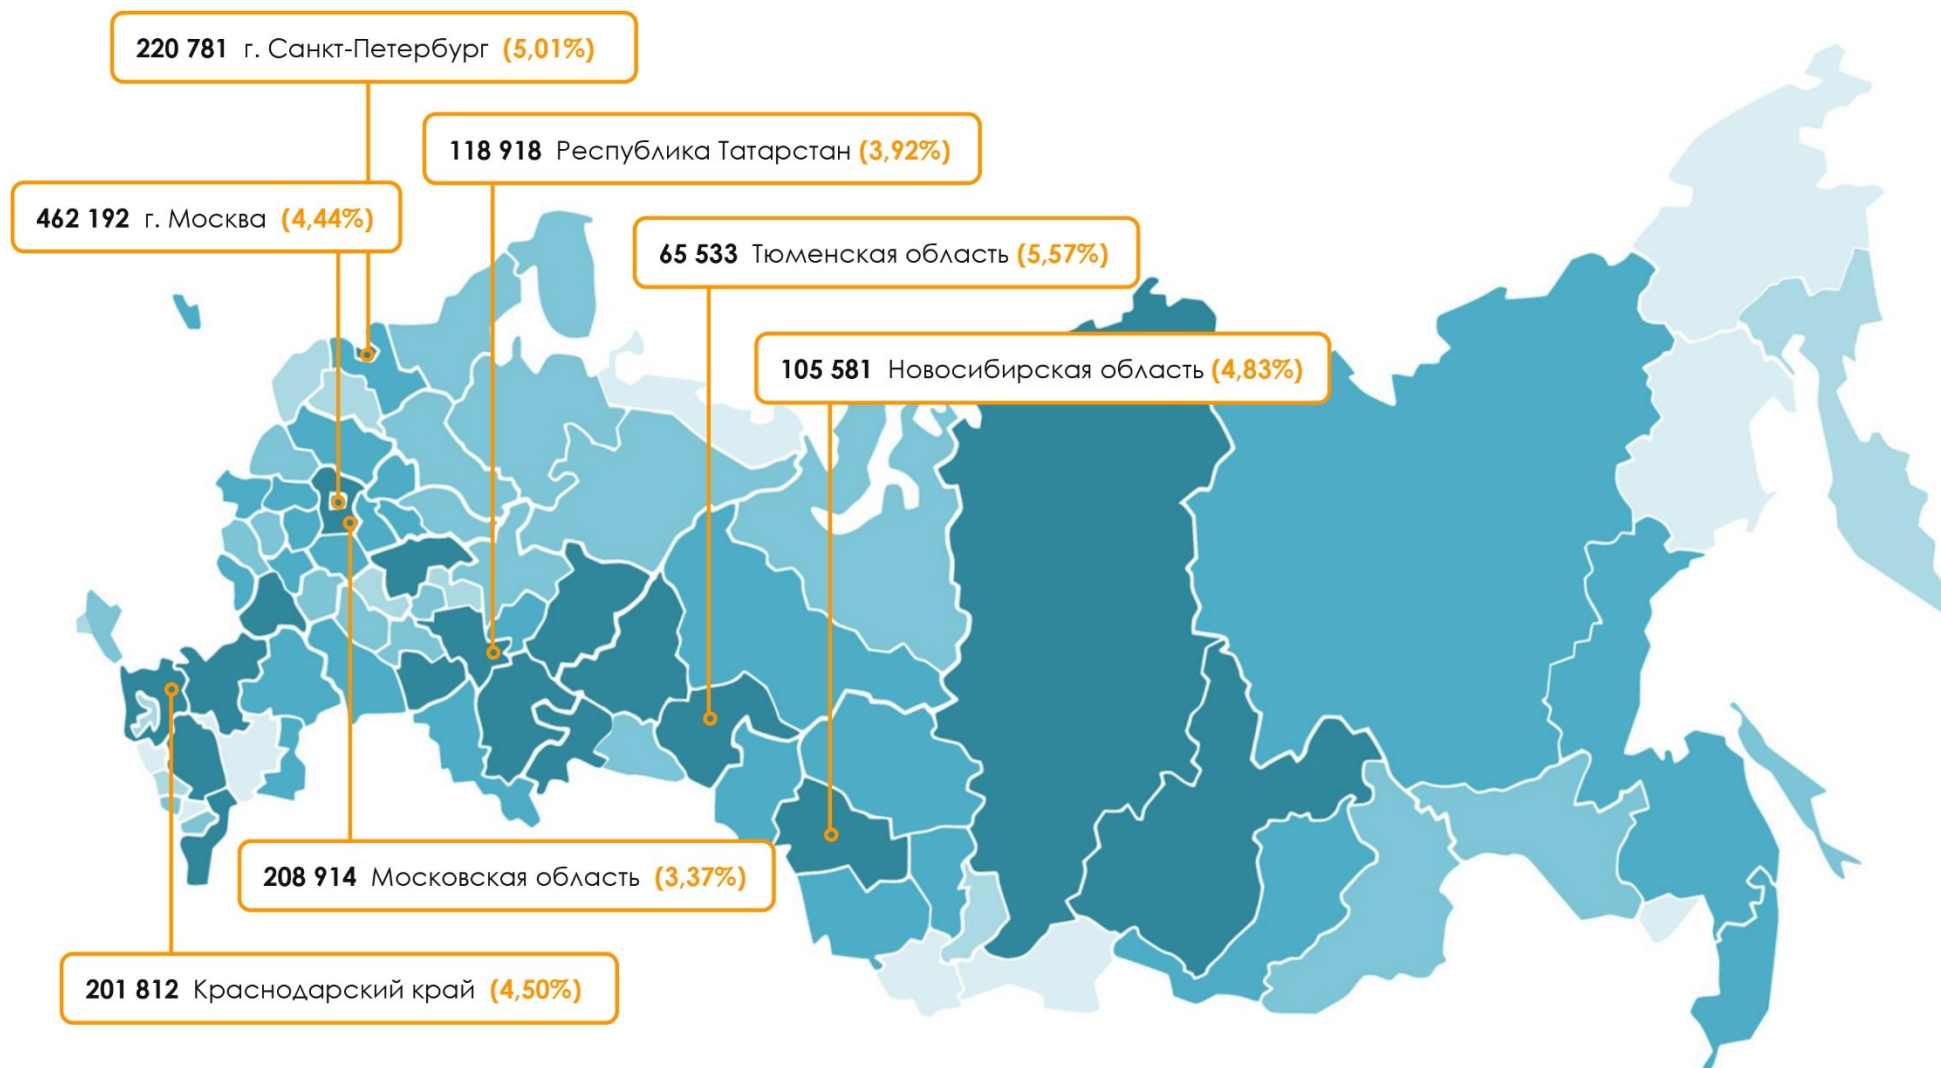 220 781 г. Санкт-Петербург (5,01%)
118 918 Республика Татарстан (3,92%)
462 192 г. Москва (4,44%)
65 533 Тюменская область (5,57%)
105 581 Новосибирская область (4,83%)
208 914 Московская область (3,37%)
201 812 Краснодарский край (4,50%)